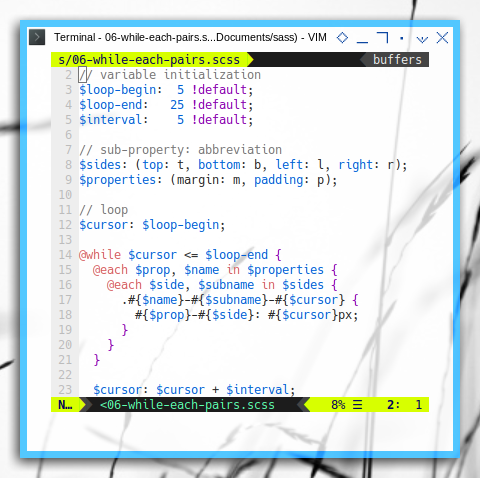 Terminal - 06-while-each-pairs.s...Documents/sass) - VIM
s/06-while-each-pairs.scss buffers
2 // variable initialization
3 $loop-begin:  5 !default;
4 $loop-end:   25 !default;
5 $interval:    5 !default;
6
7 // sub-property: abbreviation
8 $sides: (top: t, bottom: b, left: l, right: r);
9 $properties: (margin: m, padding: p);
10
11 // loop
12 $cursor: $loop-begin;
13
14 @while $cursor <= $loop-end {
15   @each $prop, $name in $properties {
16     @each $side, $subname in $sides {
17       .#{$name}-#{$subname}-#{$cursor} {
18         #{$prop}-#{$side}: #{$cursor}px;
19       }
20     }
21   }
22
23   $cursor: $cursor + $interval;
N… <06-while-each-pairs.scss 8% ☰ 2: 1